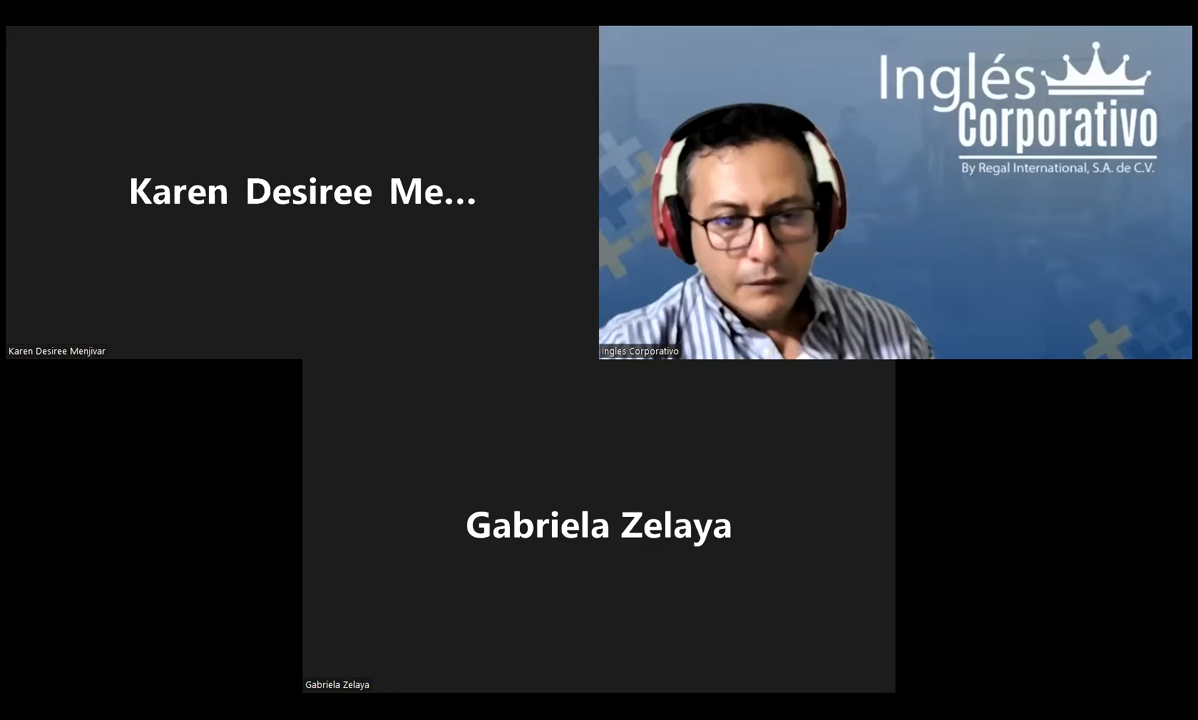 Karen Desiree Me...
Karen Desiree Menjivar
Inglés
Corporativo
By Regal International, S.A. de C.V.
Ingles Corporativo
Gabriela Zelaya
Gabriela Zelaya